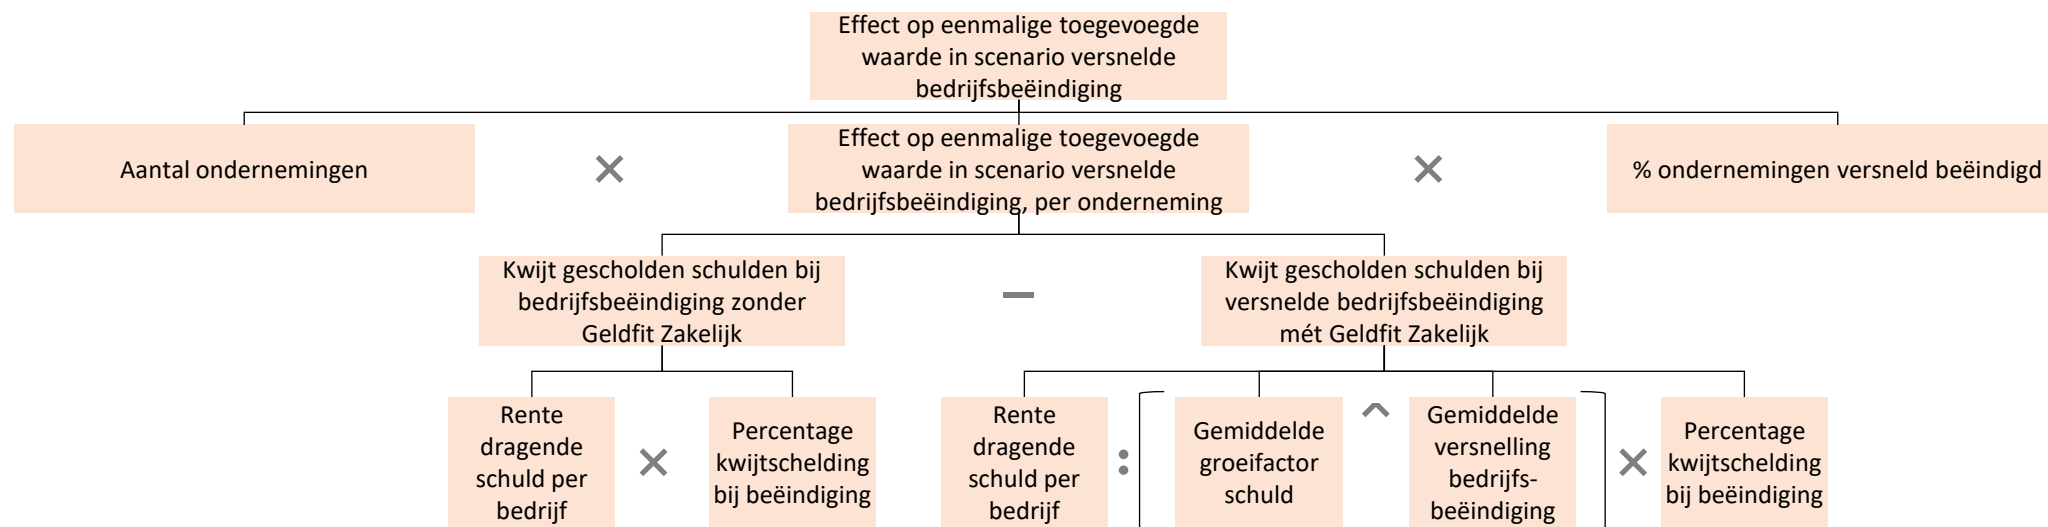 Effect op eenmalige toegevoegde
waarde in scenario versnelde
bedrijfsbeëindiging
Aantal ondernemingen
×
Effect op eenmalige toegevoegde
waarde in scenario versnelde
bedrijfsbeëindiging, per onderneming
×
% ondernemingen versneld beëindigd
Kwijt gescholden schulden bij
bedrijfsbeëindiging zonder
Geldfit Zakelijk
−
Kwijt gescholden schulden bij
versnelde bedrijfsbeëindiging
mét Geldfit Zakelijk
Rente
dragende
schuld per
bedrijf
×
Percentage
kwijtschelding
bij beëindiging
Rente
dragende
schuld per
bedrijf
:
Gemiddelde
groeifactor
schuld
^
Gemiddelde
versnelling
bedrijfs-
beëindiging
×
Percentage
kwijtschelding
bij beëindiging